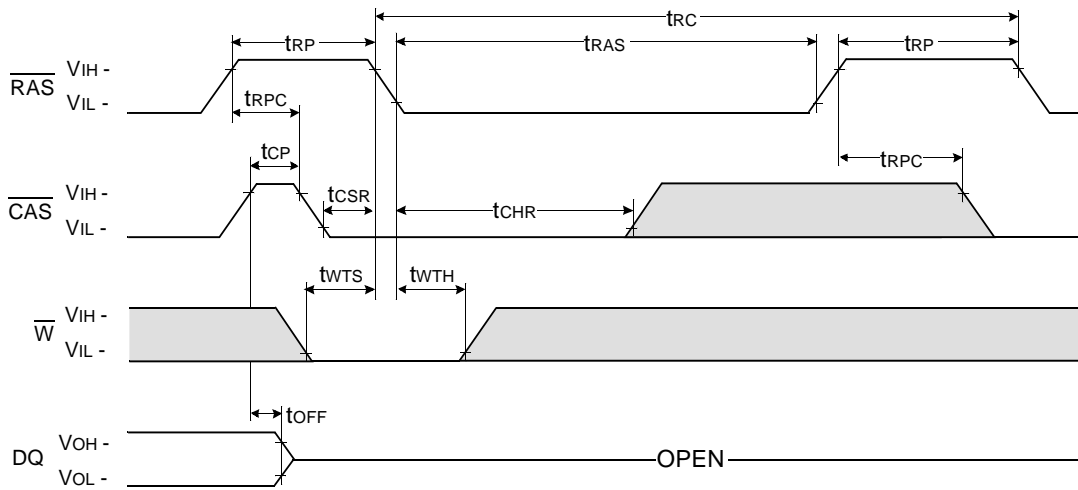 tRC
tRP tRAS tRP
RAS VIH -
VIL -
tRPC
tCP tRPC
CAS VIH -
VIL -
tCSR tCHR
tWTS tWTH
W VIH -
VIL -
tOFF
DQ VOH -
VOL -
OPEN